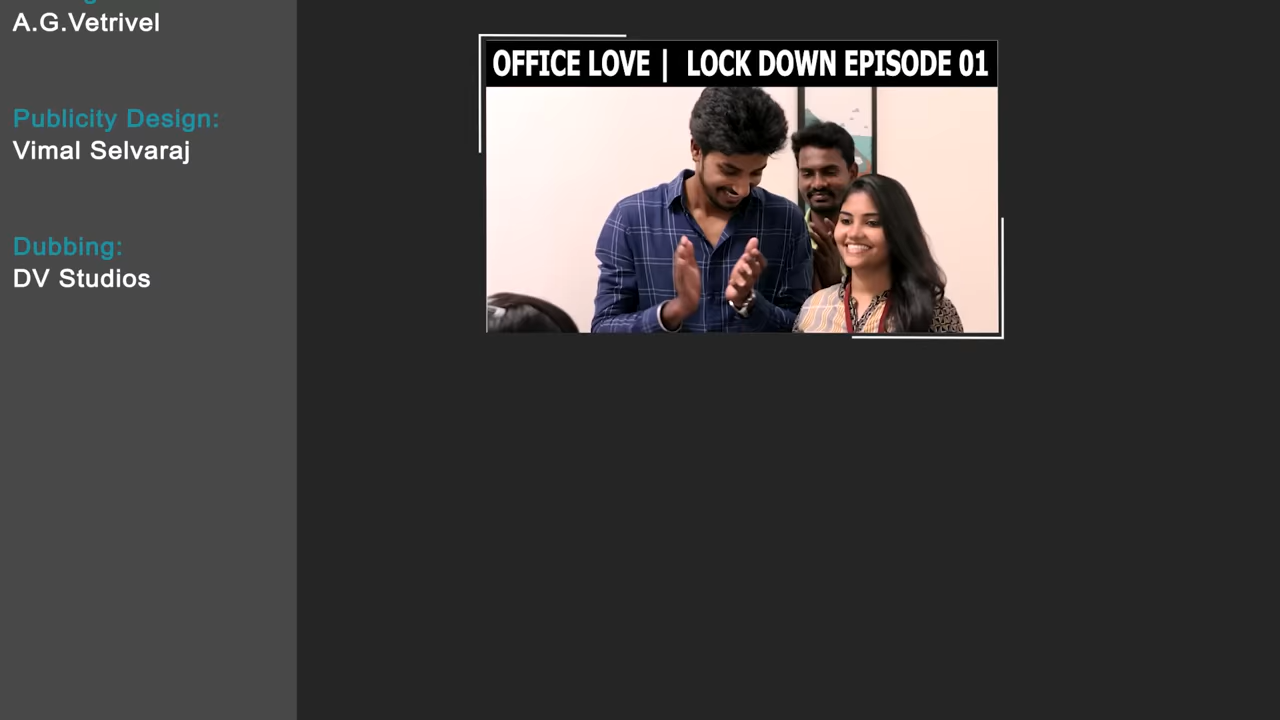 A.G.Vetrivel
Publicity Design:
Vimal Selvaraj
Dubbing:
DV Studios
OFFICE LOVE | LOCK DOWN EPISODE 01